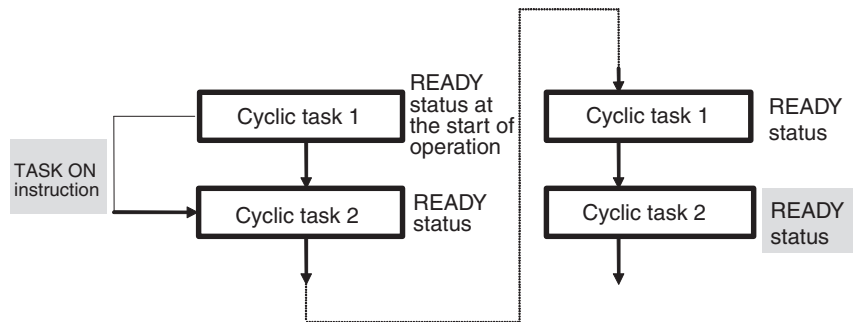 TASK ON
instruction
Cyclic task 1
READY
status at
the start of
operation
Cyclic task 2
READY
status
Cyclic task 1
READY
status
Cyclic task 2
READY
status